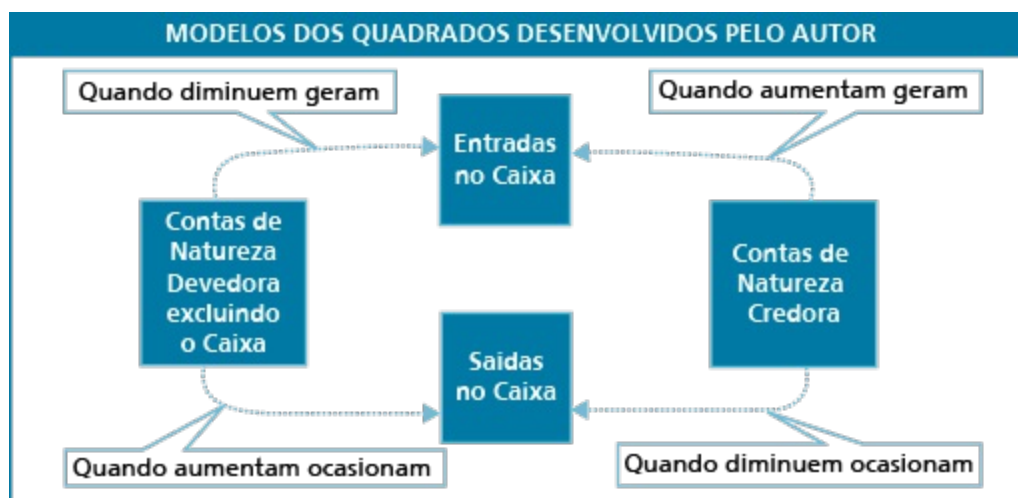 MODELOS DOS QUADRADOS DESENVOLVIDOS PELO AUTOR
Quando diminuem geram
Quando aumentam geram
Entradas
no Caixa
Contas de
Natureza
Devedora
excluindo
o Caixa
Contas de
Natureza
Credora
Saídas
no Caixa
Quando aumentam ocasionam
Quando diminuem ocasionam